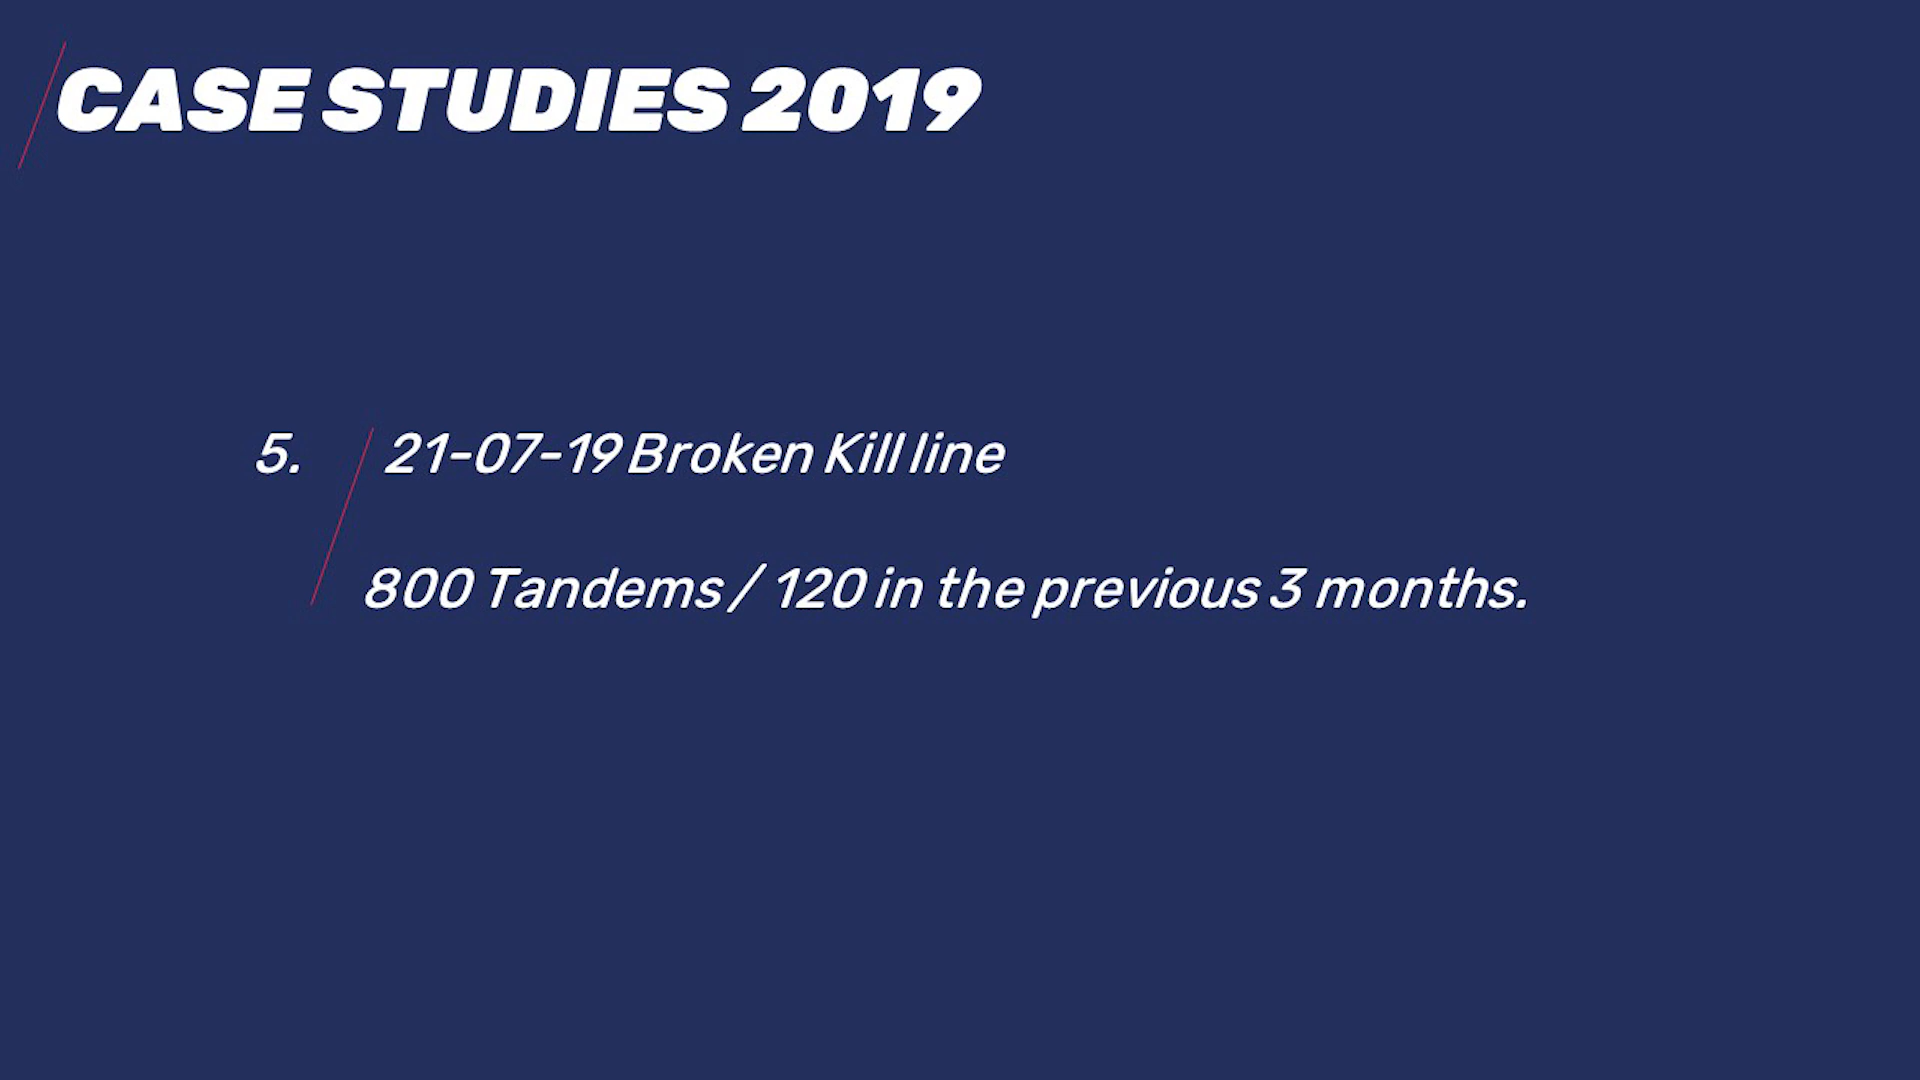 CASE STUDIES 2019
5. 21-07-19 Broken Kill line
800 Tandems / 120 in the previous 3 months.